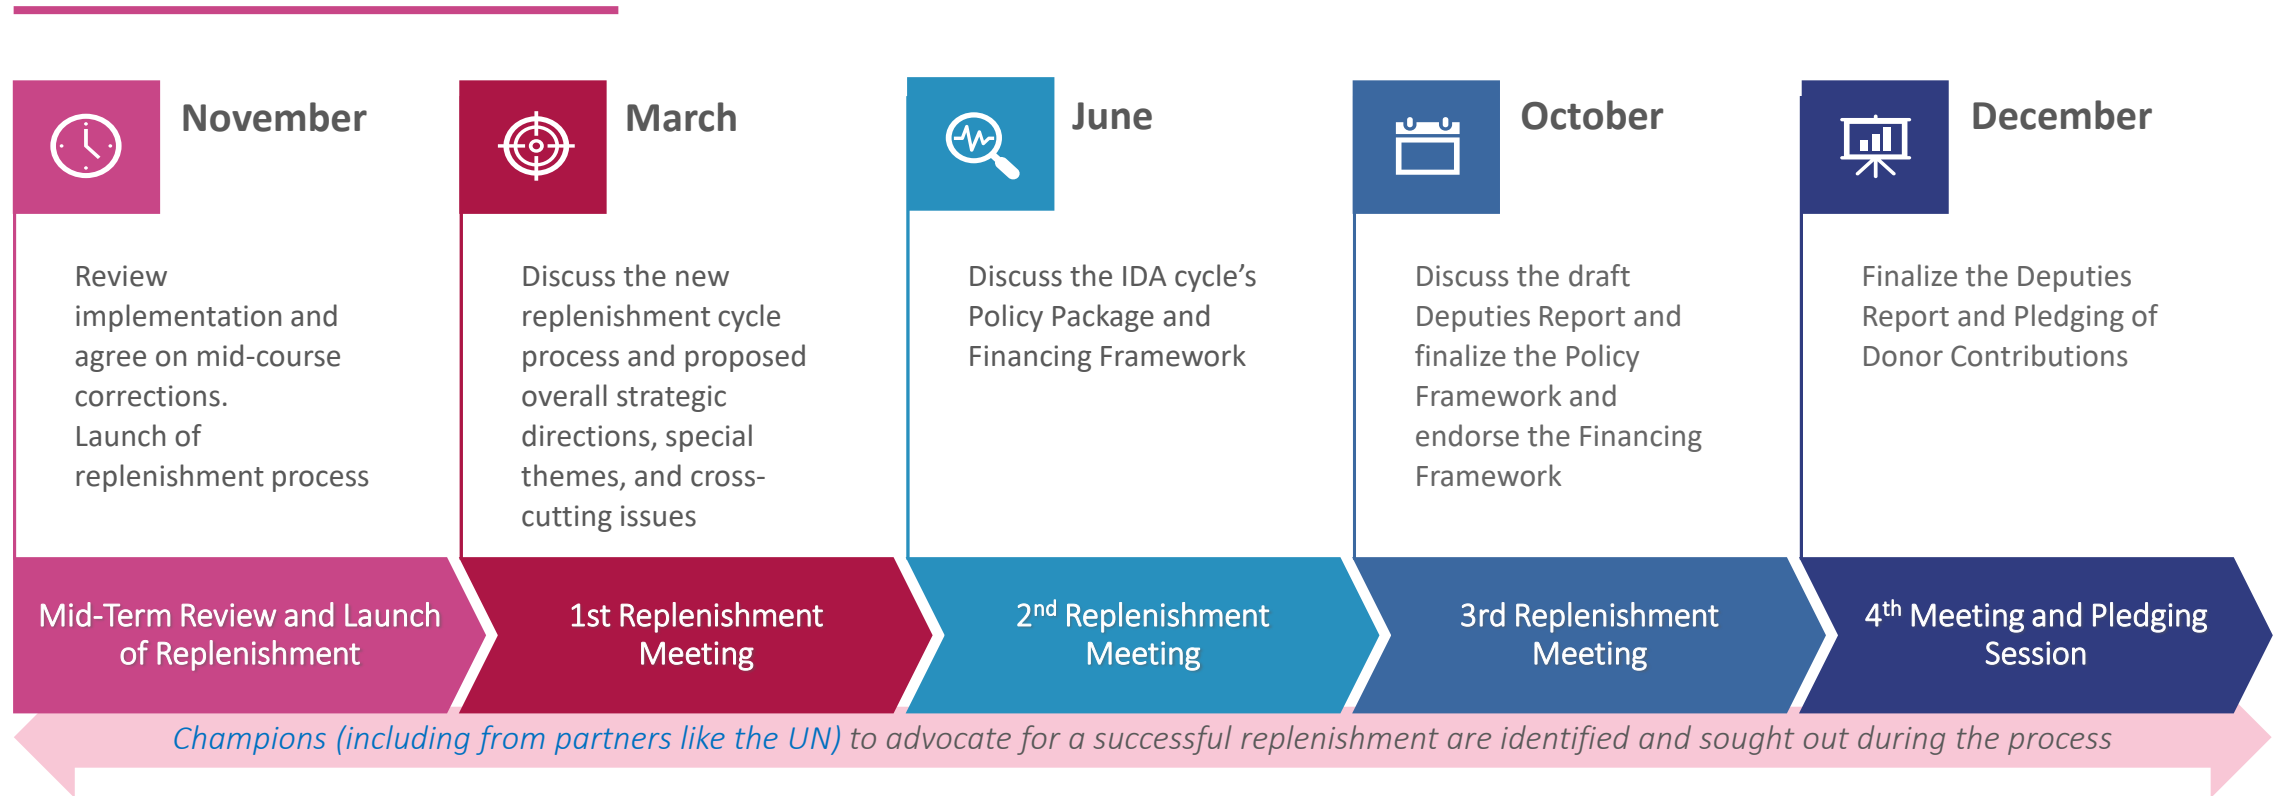 November
Review
implementation and
agree on mid-course
corrections.
Launch of
replenishment process
Mid-Term Review and Launch
of Replenishment
March
Discuss the new
replenishment cycle
process and proposed
overall strategic
directions, special
themes, and cross-
cutting issues
1st Replenishment
Meeting
June
Discuss the IDA cycle’s
Policy Package and
Financing Framework
2nd Replenishment
Meeting
October
Discuss the draft
Deputies Report and
finalize the Policy
Framework and
endorse the Financing
Framework
3rd Replenishment
Meeting
December
Finalize the Deputies
Report and Pledging of
Donor Contributions
4th Meeting and Pledging
Session
Champions (including from partners like the UN) to advocate for a successful replenishment are identified and sought out during the process